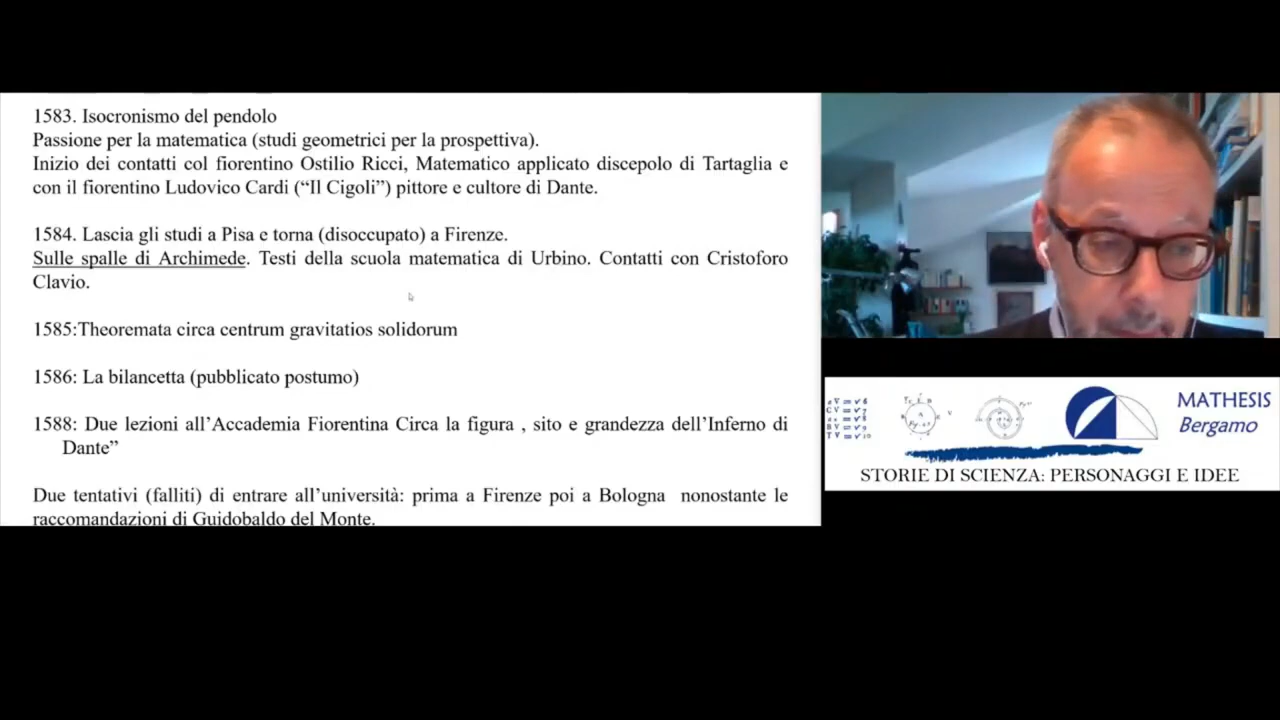 1583. Isocronismo del pendolo
Passione per la matematica (studi geometrici per la prospettiva).
Inizio dei contatti col fiorentino Ostilio Ricci, Matematico applicato discepolo di Tartaglia e
con il fiorentino Ludovico Cardi (“Il Cigoli”) pittore e cultore di Dante.
1584. Lascia gli studi a Pisa e torna (disoccupato) a Firenze.
Sulle spalle di Archimede. Testi della scuola matematica di Urbino. Contatti con Cristoforo
Clavio.
1585:Theoremata circa centrum gravitatios solidorum
1586: La bilancetta (pubblicato postumo)
1588: Due lezioni all’Accademia Fiorentina Circa la figura , sito e grandezza dell’Inferno di
Dante”
Due tentativi (falliti) di entrare all’università: prima a Firenze poi a Bologna nonostante le
raccomandazioni di Guidobaldo del Monte.
MATHESIS
Bergamo
STORIE DI SCIENZA: PERSONAGGI E IDEE